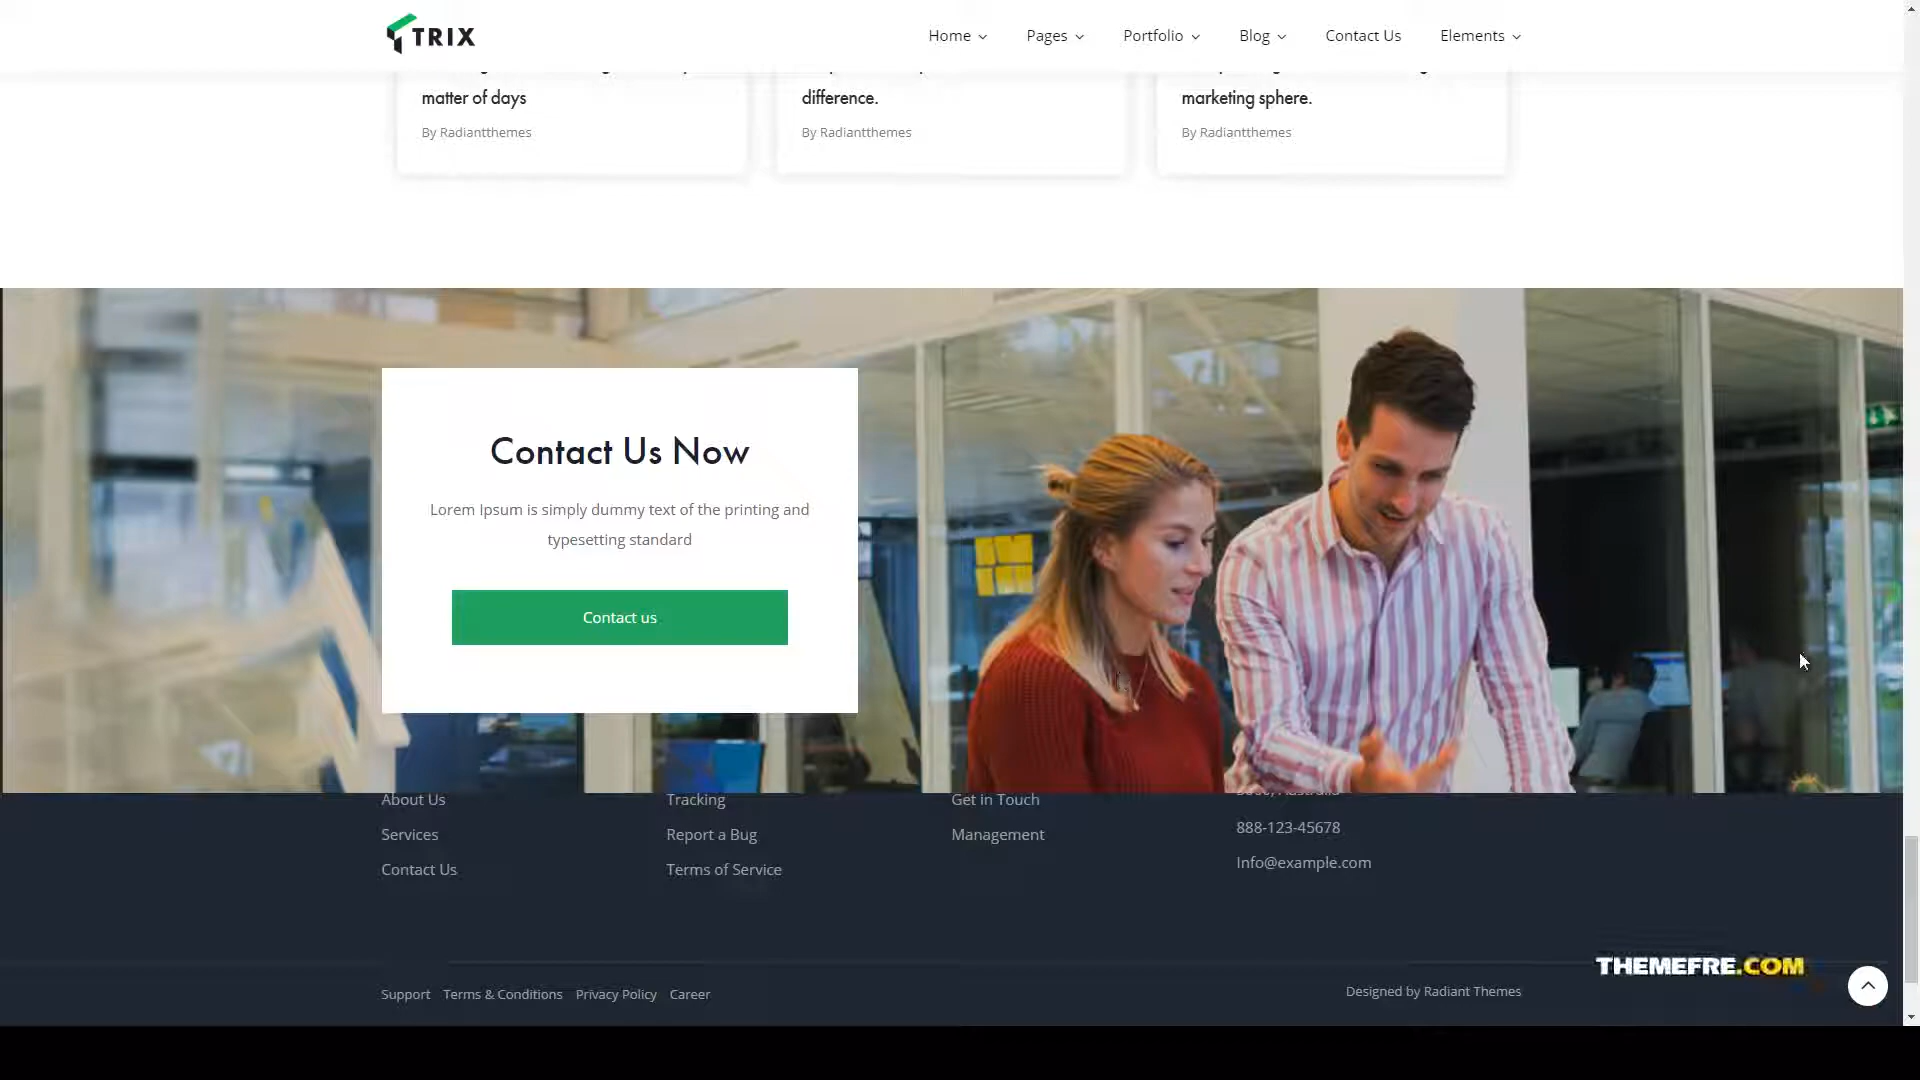 TRIX
Home Pages Portfolio Blog Contact Us Elements
matter of days
By Radiantthemes
difference.
By Radiantthemes
marketing sphere.
By Radiantthemes
Contact Us Now
Lorem Ipsum is simply dummy text of the printing and
typesetting standard
Contact us
About Us
Services
Contact Us
Tracking
Report a Bug
Terms of Service
Get in Touch
Management
888-123-45678
Info@example.com
THEMEFRE.COM
Support Terms & Conditions Privacy Policy Career
Designed by Radiant Themes